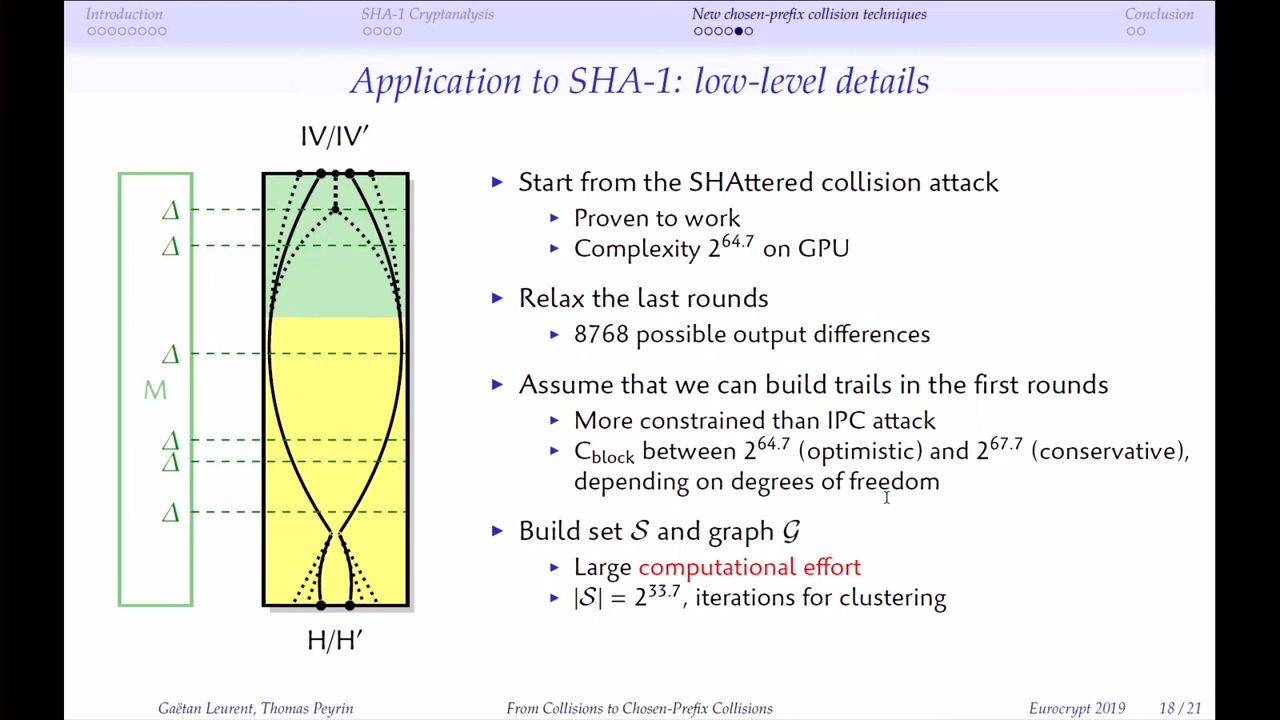 Introduction
SHA-1 Cryptanalysis
New chosen-prefix collision techniques
Conclusion
Application to SHA-1: low-level details
IV/IV′
Δ
Δ
Δ
M
Δ
Δ
Δ
H/H′
▶ Start from the SHAttered collision attack
▶ Proven to work
▶ Complexity 2^64.7 on GPU
▶ Relax the last rounds
▶ 8768 possible output differences
▶ Assume that we can build trails in the first rounds
▶ More constrained than IPC attack
▶ C_block between 2^64.7 (optimistic) and 2^67.7 (conservative),
depending on degrees of freedom
▶ Build set 𝒮 and graph 𝒢
▶ Large computational effort
▶ |𝒮| = 2^33.7, iterations for clustering
Gaëtan Leurent, Thomas Peyrin
From Collisions to Chosen-Prefix Collisions
Eurocrypt 2019
18 / 21